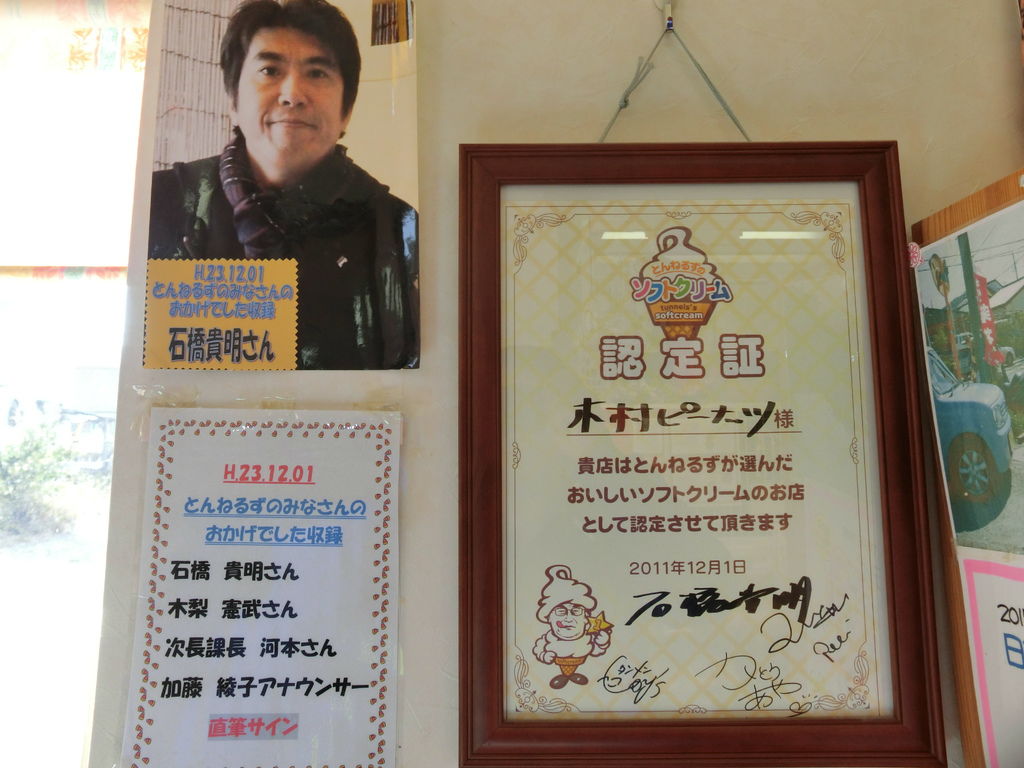 H.23.12.01
とんねるずのみなさんの
おかげでした収録
石橋貴明さん
H.23.12.01
とんねるずのみなさんの
おかげでした収録
石橋 貴明さん
木梨 憲武さん
次長課長 河本さん
加藤 綾子アナウンサー
直筆サイン
とんねるずの
ソフトクリーム
tunnels's
softcream
認定証
木村ピーナッツ様
貴店はとんねるずが選んだ
おいしいソフトクリームのお店
として認定させて頂きます
2011年12月1日
石橋貴明
かとう
あや
201
日